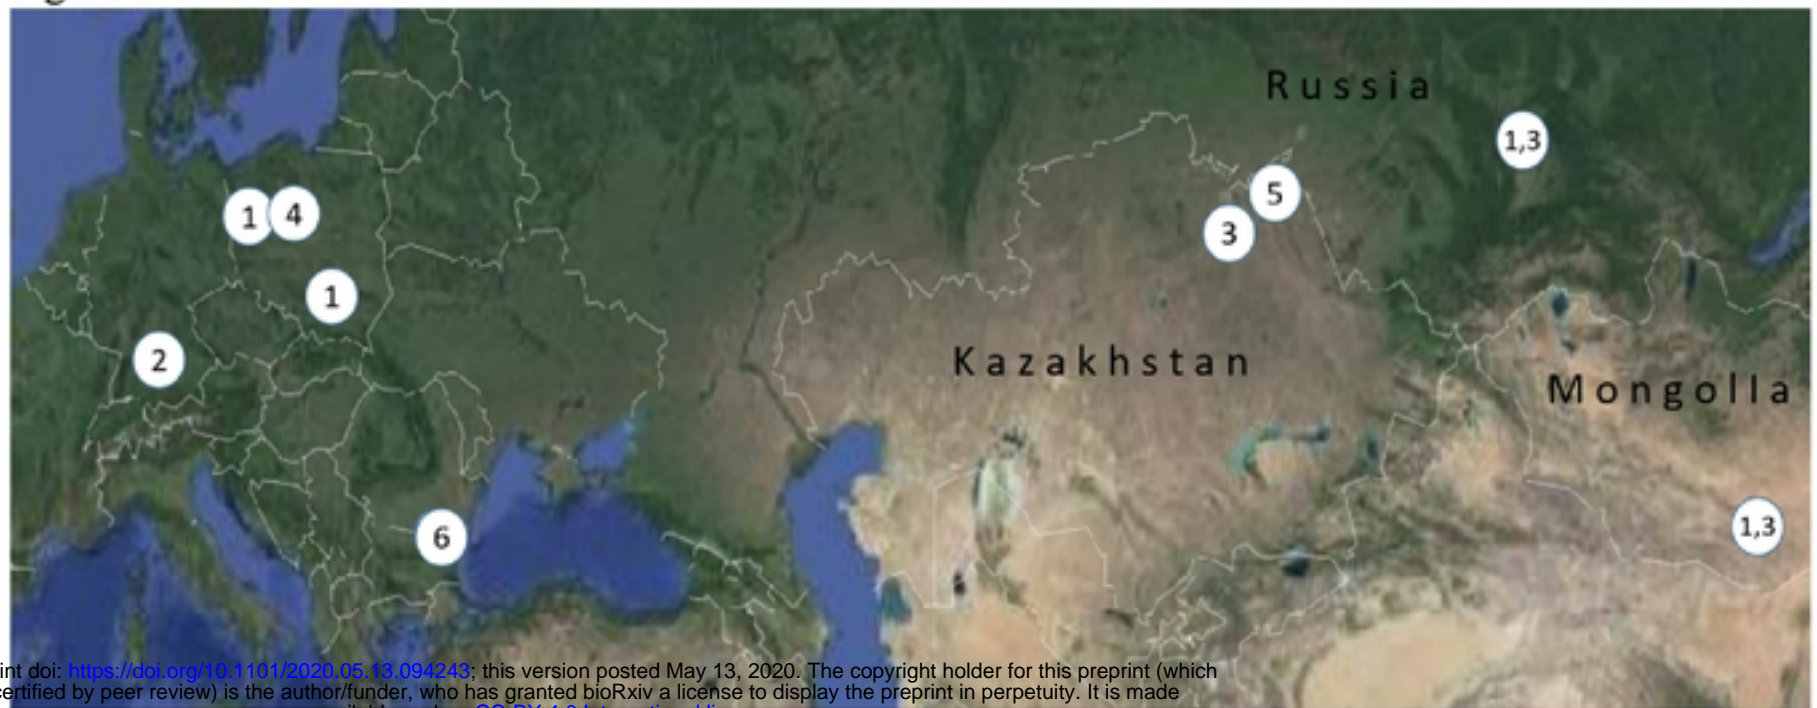 Russia
1,3
5
1 4
3
1
2
Kazakhstan
Mongolla
6
1,3
int doi: https://doi.org/10.1101/2020.05.13.094243; this version posted May 13, 2020. The copyright holder for this preprint (which
certified by peer review) is the author/funder, who has granted bioRxiv a license to display the preprint in perpetuity. It is made